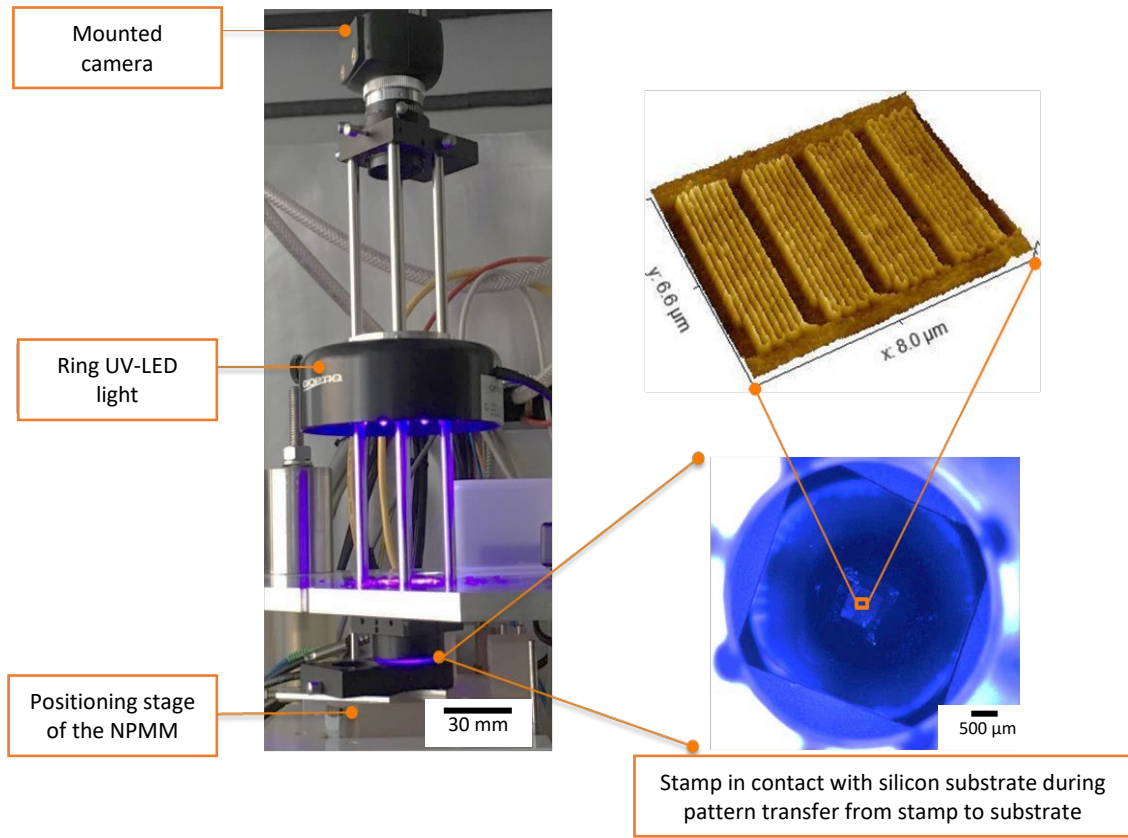 Mounted
camera
Ring UV-LED
light
Positioning stage
of the NPMM
30 mm
y: 6.6 µm
x: 8.0 µm
500 µm
Stamp in contact with silicon substrate during
pattern transfer from stamp to substrate